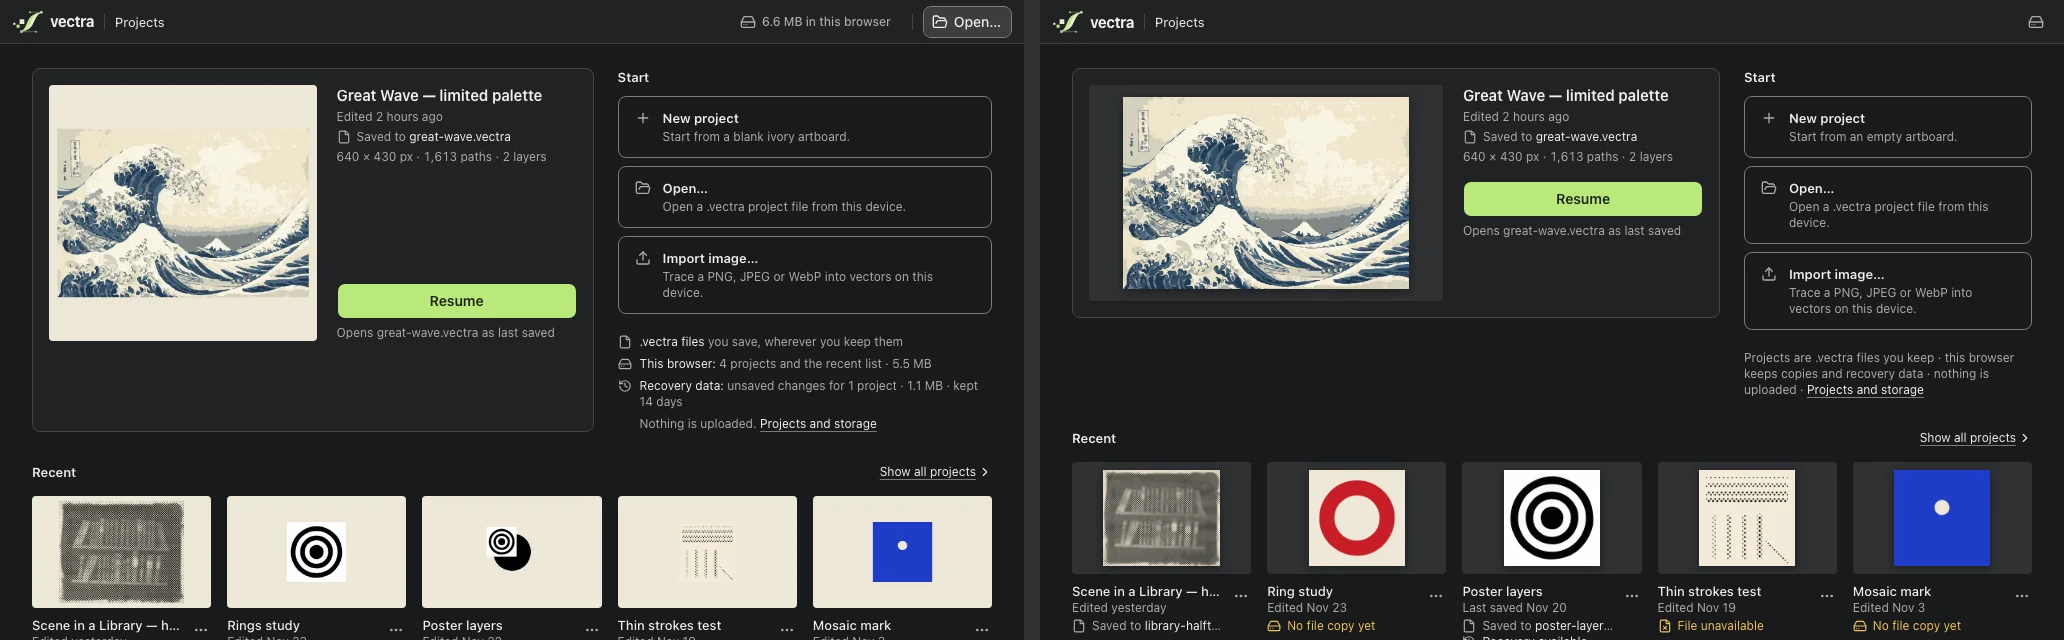 vectra
Projects
6.6 MB in this browser
Open...
Great Wave — limited palette
Edited 2 hours ago
Saved to great-wave.vectra
640 × 430 px · 1,613 paths · 2 layers
Resume
Opens great-wave.vectra as last saved
Start
New project
Start from a blank ivory artboard.
Open...
Open a .vectra project file from this device.
Import image...
Trace a PNG, JPEG or WebP into vectors on this
device.
.vectra files you save, wherever you keep them
This browser: 4 projects and the recent list · 5.5 MB
Recovery data: unsaved changes for 1 project · 1.1 MB · kept
14 days
Nothing is uploaded. Projects and storage
Recent
Show all projects
Scene in a Library — h...
Rings study
Poster layers
Thin strokes test
Mosaic mark
vectra
Projects
Great Wave — limited palette
Edited 2 hours ago
Saved to great-wave.vectra
640 × 430 px · 1,613 paths · 2 layers
Resume
Opens great-wave.vectra as last saved
Start
New project
Start from an empty artboard.
Open...
Open a .vectra project file from this
device.
Import image...
Trace a PNG, JPEG or WebP into
vectors on this device.
Projects are .vectra files you keep · this browser
keeps copies and recovery data · nothing is
uploaded · Projects and storage
Recent
Show all projects
Scene in a Library — h...
Edited yesterday
Saved to library-halft...
Ring study
Edited Nov 23
No file copy yet
Poster layers
Last saved Nov 20
Saved to poster-layer...
Thin strokes test
Edited Nov 19
File unavailable
Mosaic mark
Edited Nov 3
No file copy yet